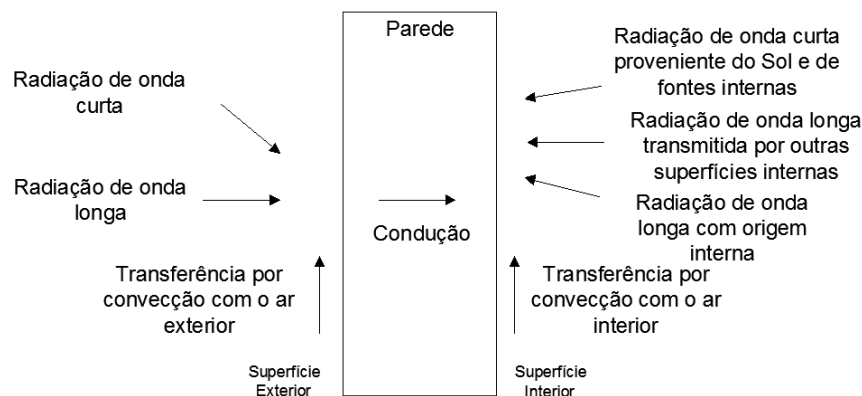 Parede
Radiação de onda
curta
Radiação de onda
longa
Transferência por
convecção com o ar
exterior
Superfície
Exterior
Condução
Radiação de onda curta
proveniente do Sol e de
fontes internas
Radiação de onda longa
transmitida por outras
superfícies internas
Radiação de onda
longa com origem
interna
Transferência por
convecção com o ar
interior
Superfície
Interior